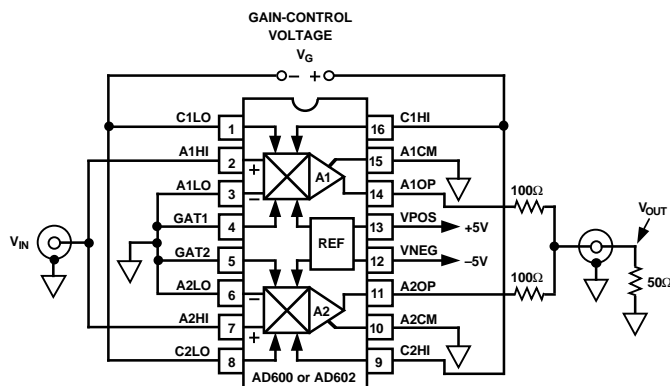 GAIN-CONTROL
VOLTAGE
VG
− +
C1LO 1 16 C1HI
A1HI 2 + A1 15 A1CM
A1LO 3 − 14 A1OP 100Ω
GAT1 4 REF 13 VPOS +5V
VIN VOUT
GAT2 5 12 VNEG −5V
A2LO 6 − A2 11 A2OP 100Ω 50Ω
A2HI 7 + 10 A2CM
C2LO 8 9 C2HI
AD600 or AD602